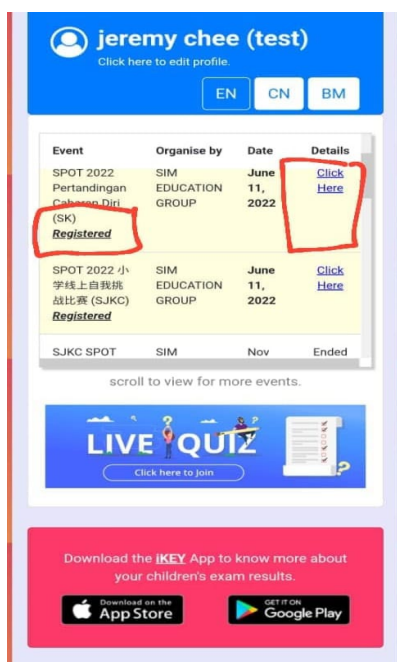 jeremy chee (test)
Click here to edit profile.
EN CN BM
Event Organise by Date Details
SPOT 2022 SIM June Click
Pertandingan EDUCATION 11, Here
Cabaran Diri GROUP 2022
(SK)
Registered
SPOT 2022 小 SIM June Click
学线上自我挑 EDUCATION 11, Here
战比赛 (SJKC) GROUP 2022
Registered
SJKC SPOT SIM Nov Ended
scroll to view for more events.
LIVE QUIZ
Click here to Join
Download the iKEY App to know more about
your children's exam results.
Download on the GET IT ON
App Store Google Play